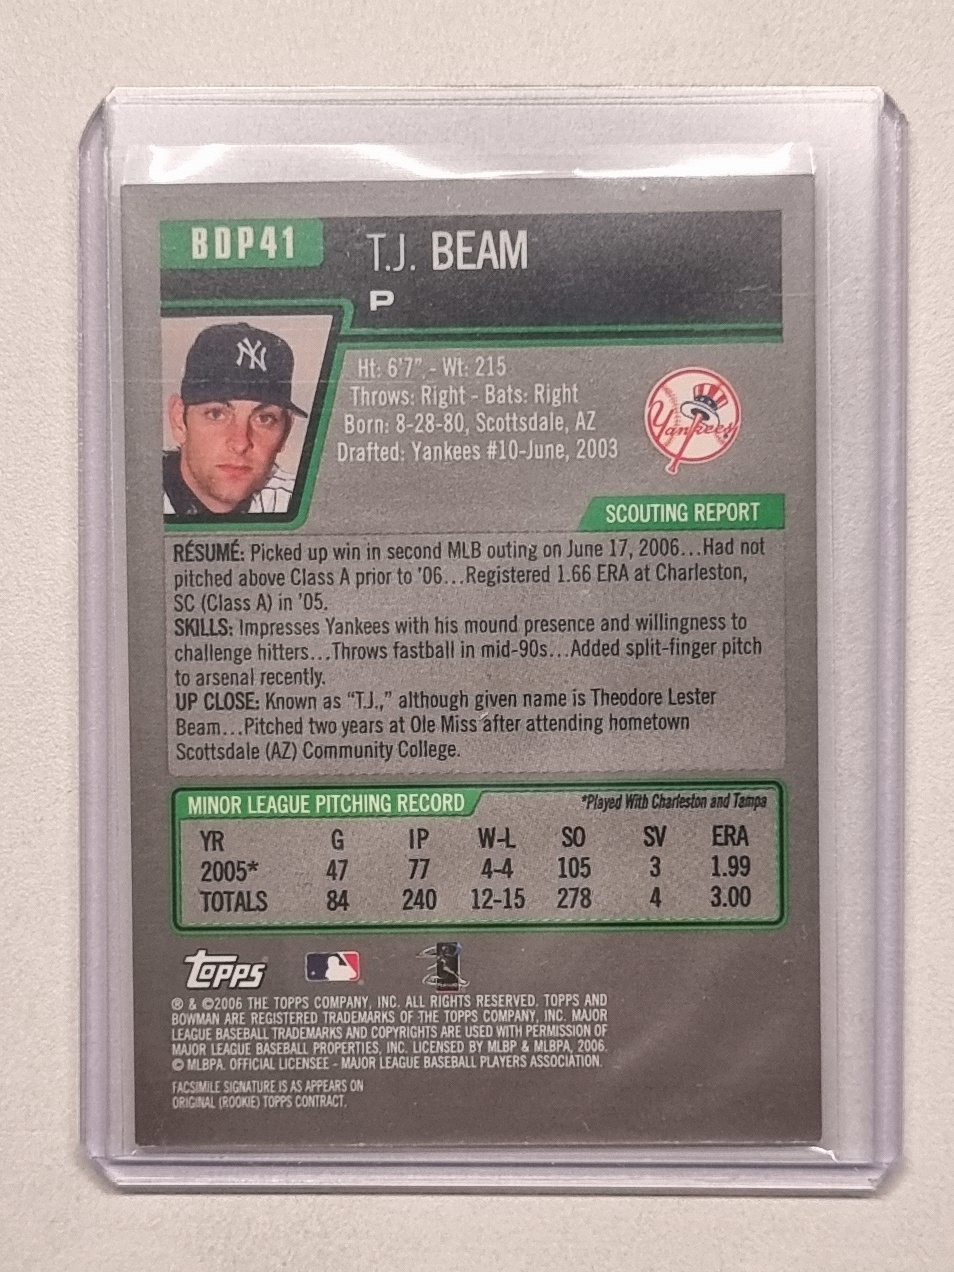 BDP41
T.J. BEAM
P
NY
Ht: 6'7" - Wt: 215
Throws: Right - Bats: Right
Born: 8-28-80, Scottsdale, AZ
Drafted: Yankees #10-June, 2003
Yankees
SCOUTING REPORT
RÉSUMÉ: Picked up win in second MLB outing on June 17, 2006...Had not
pitched above Class A prior to '06...Registered 1.66 ERA at Charleston,
SC (Class A) in '05.
SKILLS: Impresses Yankees with his mound presence and willingness to
challenge hitters...Throws fastball in mid-90s...Added split-finger pitch
to arsenal recently.
UP CLOSE: Known as "T.J.," although given name is Theodore Lester
Beam...Pitched two years at Ole Miss after attending hometown
Scottsdale (AZ) Community College.
MINOR LEAGUE PITCHING RECORD *Played With Charleston and Tampa
YR G IP W-L SO SV ERA
2005* 47 77 4-4 105 3 1.99
TOTALS 84 240 12-15 278 4 3.00
TOPPS
® & ©2006 THE TOPPS COMPANY, INC. ALL RIGHTS RESERVED. TOPPS AND
BOWMAN ARE REGISTERED TRADEMARKS OF THE TOPPS COMPANY, INC. MAJOR
LEAGUE BASEBALL TRADEMARKS AND COPYRIGHTS ARE USED WITH PERMISSION OF
MAJOR LEAGUE BASEBALL PROPERTIES, INC. LICENSED BY MLBP & MLBPA, 2006.
© MLBPA. OFFICIAL LICENSEE - MAJOR LEAGUE BASEBALL PLAYERS ASSOCIATION.
FACSIMILE SIGNATURE IS AS APPEARS ON
ORIGINAL (ROOKIE) TOPPS CONTRACT.